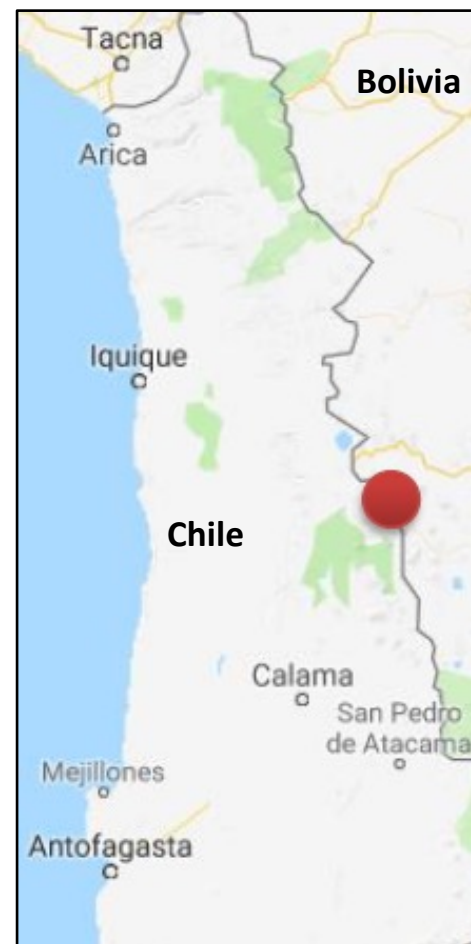 Tacna
Bolivia
Arica
Iquique
Chile
Calama
San Pedro
de Atacama
Mejillones
Antofagasta